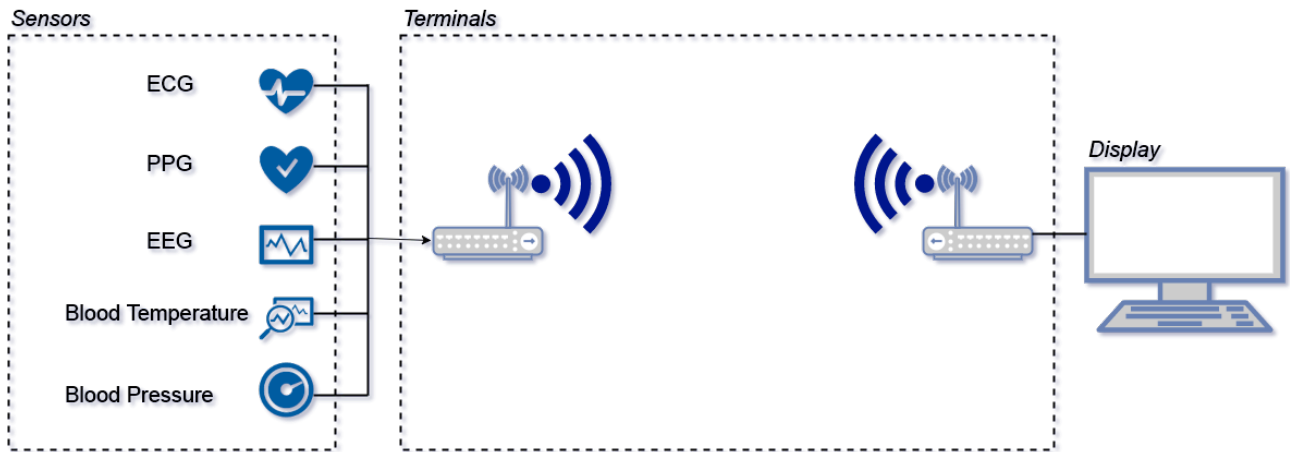 Sensors
Terminals
ECG
PPG
EEG
Blood Temperature
Blood Pressure
Display